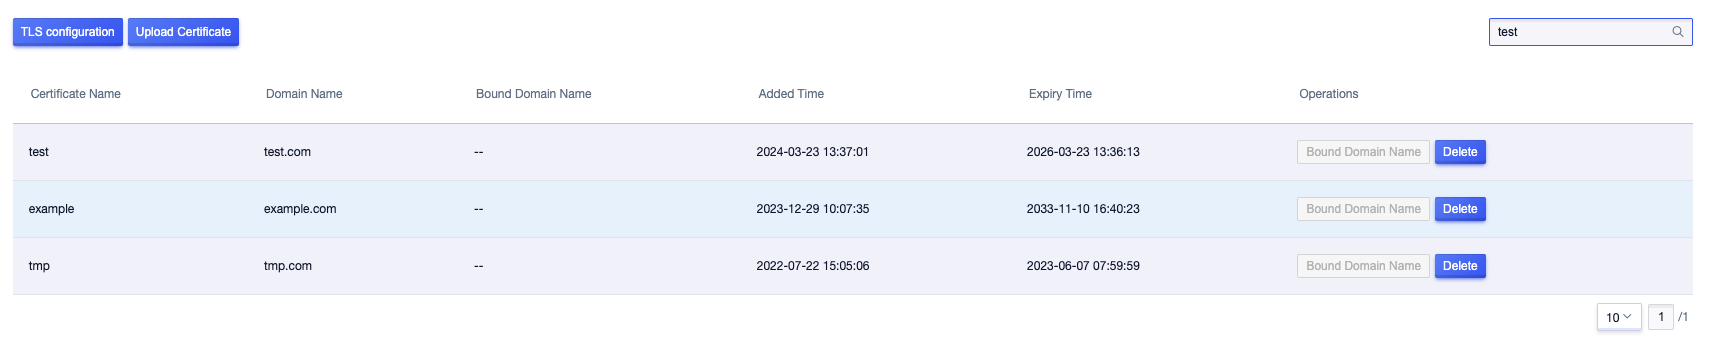 TLS configuration Upload Certificate test
Certificate Name Domain Name Bound Domain Name Added Time Expiry Time Operations
test test.com -- 2024-03-23 13:37:01 2026-03-23 13:36:13 Bound Domain Name Delete
example example.com -- 2023-12-29 10:07:35 2033-11-10 16:40:23 Bound Domain Name Delete
tmp tmp.com -- 2022-07-22 15:05:06 2023-06-07 07:59:59 Bound Domain Name Delete
10 1 /1